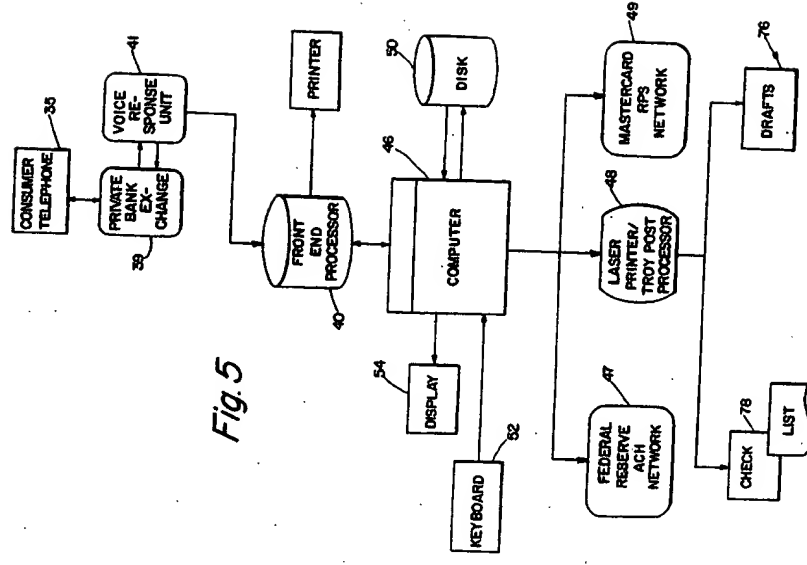 Fig. 5
35
CONSUMER
TELEPHONE
PRIVATE
BANK
EX-
CHANGE
39
41
VOICE
RE-
SPONSE
UNIT
FRONT
END
PROCESSOR
40
PRINTER
46
COMPUTER
50
DISK
54
DISPLAY
52
KEYBOARD
47
FEDERAL
RESERVE
ACH
NETWORK
48
LASER
PRINTER/
TROY POST
PROCESSOR
49
MASTERCARD
RPS
NETWORK
78
CHECK
LIST
76
DRAFTS